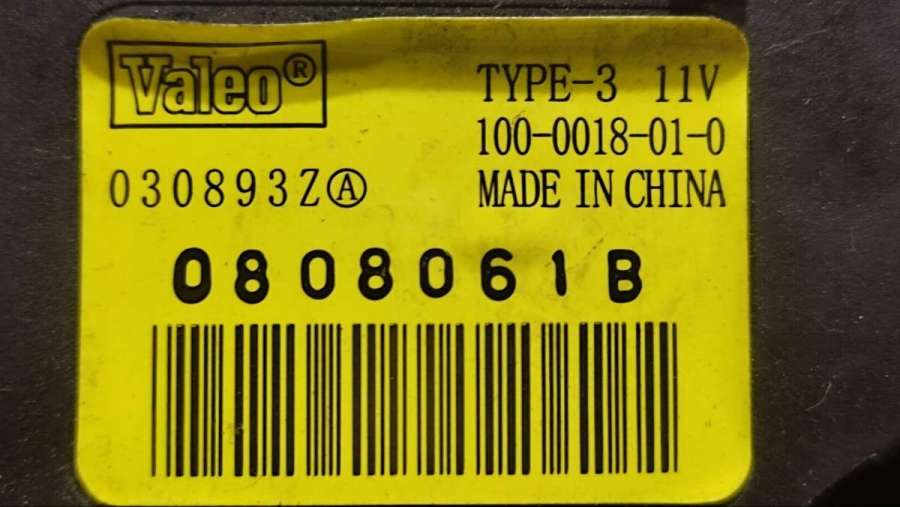 Valeo®
TYPE-3 11V
100-0018-01-0
030893ZⒶ
MADE IN CHINA
0808061B